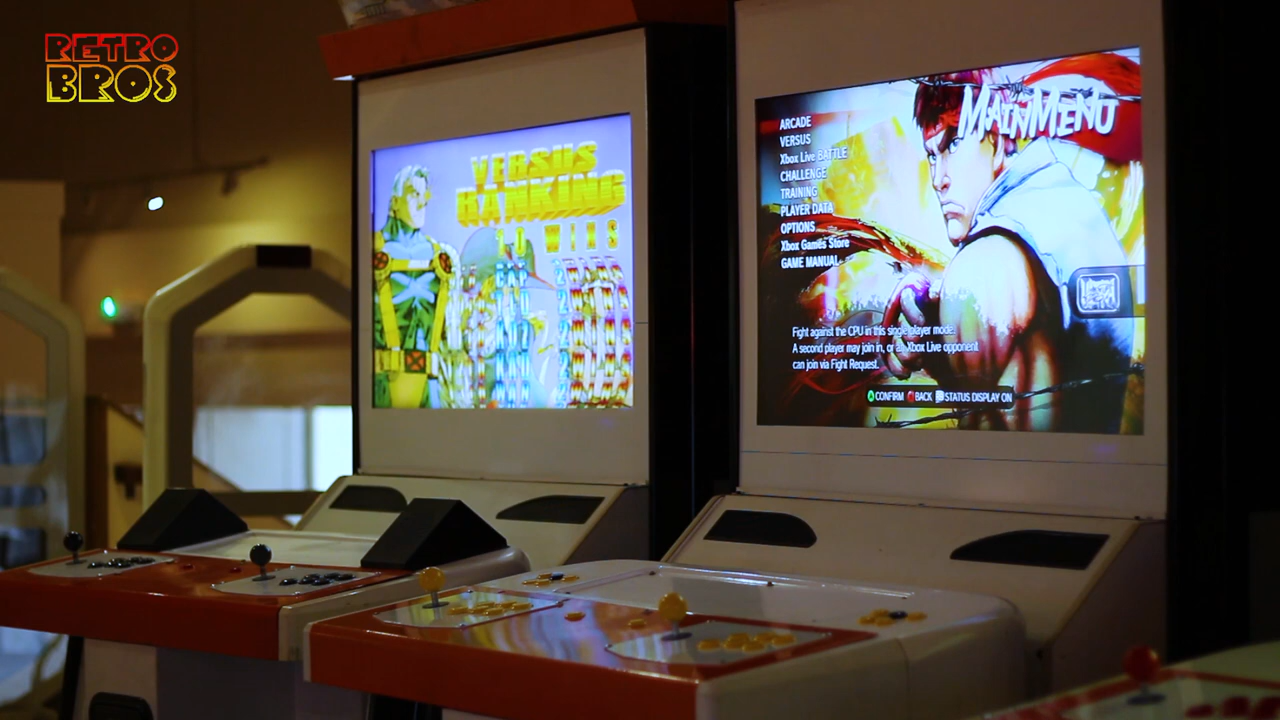 RETRO
BROS
VERSUS
RANKING
10 WINS
MAIN MENU
ARCADE
VERSUS
Xbox Live BATTLE
CHALLENGE
TRAINING
PLAYER DATA
OPTIONS
Xbox Games Store
GAME MANUAL
Fight against the CPU in this single player mode.
A second player may join in, or an Xbox Live opponent
can join via Fight Request.
A CONFIRM B BACK STATUS DISPLAY ON